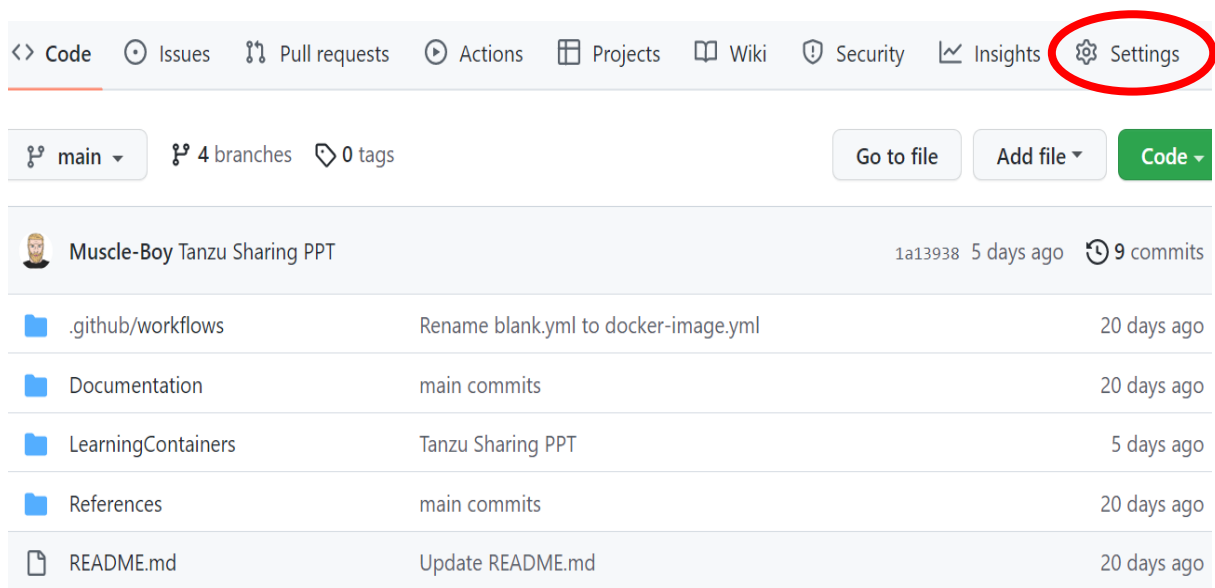 <> Code Issues Pull requests Actions Projects Wiki Security Insights Settings
main 4 branches 0 tags Go to file Add file Code
Muscle-Boy Tanzu Sharing PPT 1a13938 5 days ago 9 commits
.github/workflows Rename blank.yml to docker-image.yml 20 days ago
Documentation main commits 20 days ago
LearningContainers Tanzu Sharing PPT 5 days ago
References main commits 20 days ago
README.md Update README.md 20 days ago